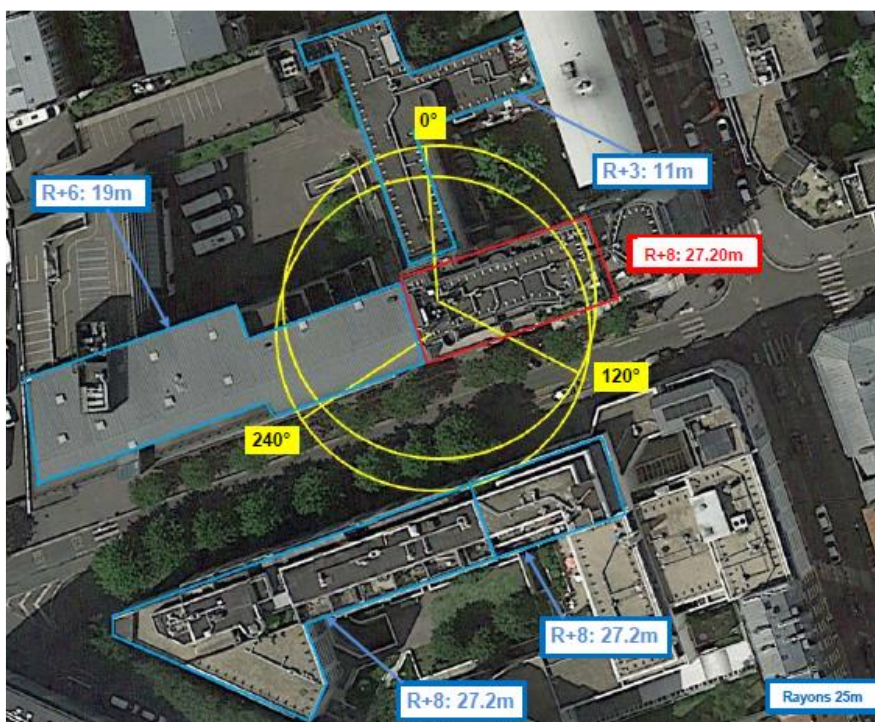 0°
R+3: 11m
R+6: 19m
R+8: 27.20m
120°
240°
R+8: 27.2m
R+8: 27.2m
Rayons 25m